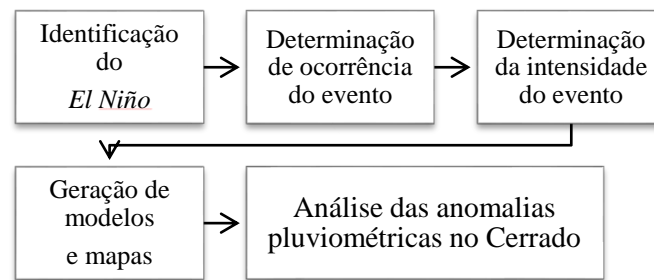 Identificação
do
El Niño
Determinação
de ocorrência
do evento
Determinação
da intensidade
do evento
Geração de
modelos
e mapas
Análise das anomalias
pluviométricas no Cerrado